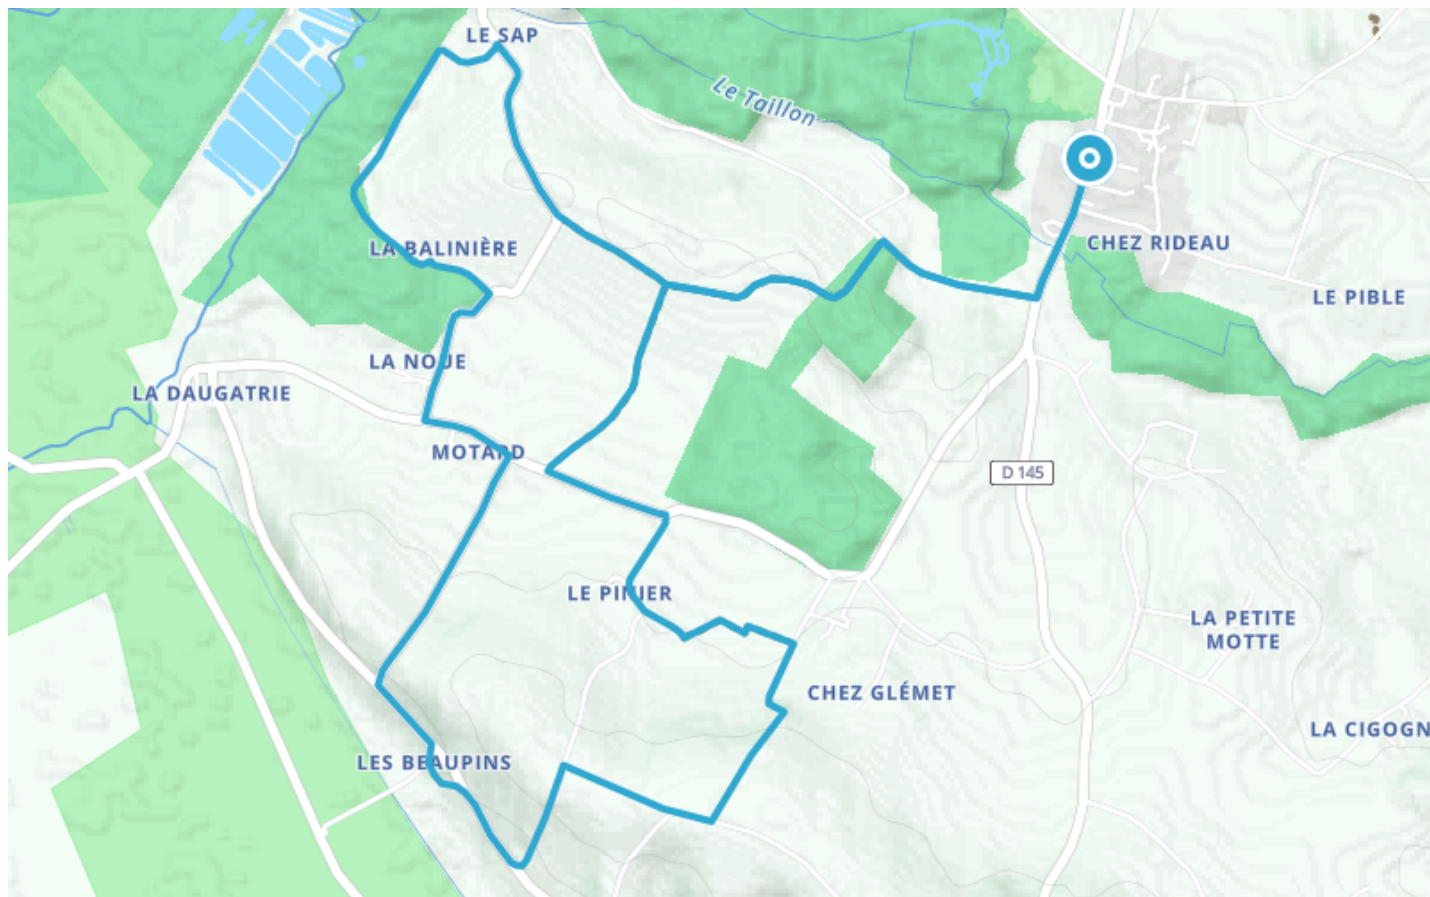 LE SAP
Le Taillon
LA BALINIÈRE
CHEZ RIDEAU
LE PIBLE
LA NOUE
LA DAUGATRIE
MOTARD
D 145
LE PINIER
LA PETITE
MOTTE
CHEZ GLÉMET
LA CIGOGN
LES BEAUPINS